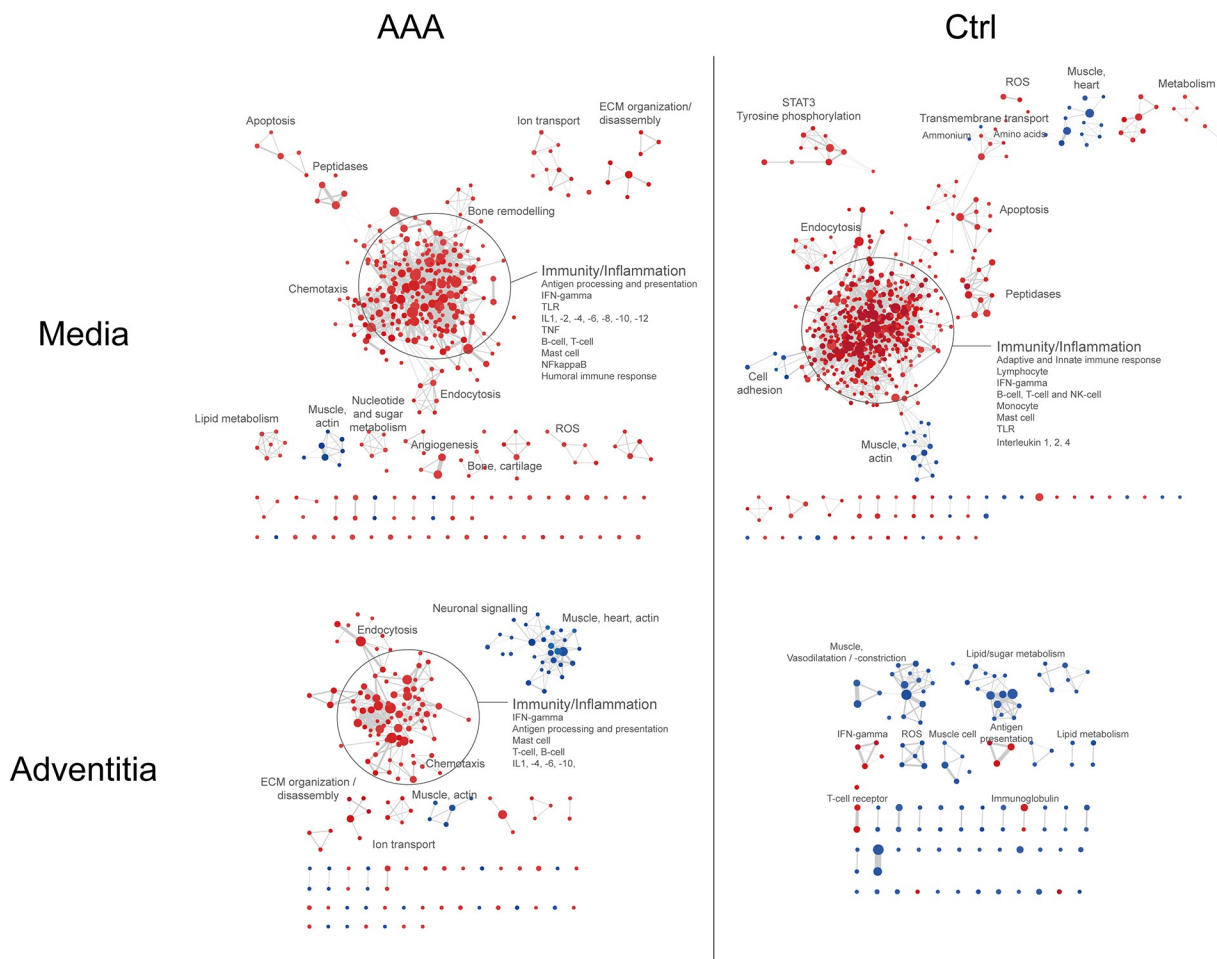 AAA
Ctrl
Media
Apoptosis
Peptidases
Ion transport
ECM organization/
disassembly
Bone remodelling
Chemotaxis
Immunity/Inflammation
Antigen processing and presentation
IFN-gamma
TLR
IL1, -2, -4, -6, -8, -10, -12
TNF
B-cell, T-cell
Mast cell
NFkappaB
Humoral immune response
Endocytosis
Lipid metabolism
Muscle,
actin
Nucleotide
and sugar
metabolism
Angiogenesis
Bone, cartilage
ROS
STAT3
Tyrosine phosphorylation
ROS
Muscle,
heart
Metabolism
Transmembrane transport
Ammonium
Amino acids
Apoptosis
Endocytosis
Peptidases
Immunity/Inflammation
Adaptive and Innate immune response
Lymphocyte
IFN-gamma
B-cell, T-cell and NK-cell
Monocyte
Mast cell
TLR
Interleukin 1, 2, 4
Cell
adhesion
Muscle,
actin
Adventitia
Neuronal signalling
Muscle, heart, actin
Endocytosis
Immunity/Inflammation
IFN-gamma
Antigen processing and presentation
Mast cell
T-cell, B-cell
IL1, -4, -6, -10,
Chemotaxis
ECM organization /
disassembly
Muscle, actin
Ion transport
Muscle,
Vasodilatation / -constriction
Lipid/sugar metabolism
IFN-gamma
ROS
Muscle cell
Antigen
presentation
Lipid metabolism
T-cell receptor
Immunoglobulin